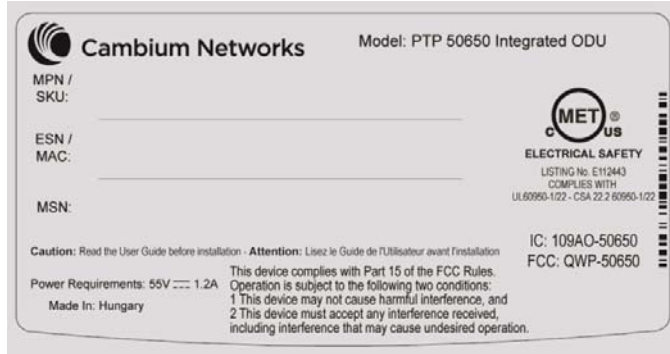 Cambium Networks
Model: PTP 50650 Integrated ODU
MPN /
SKU:
ESN /
MAC:
MSN:
c MET ® us
ELECTRICAL SAFETY
LISTING No. E112443
COMPLIES WITH
UL60950-1/22 - CSA 22.2 60950-1/22
IC: 109AO-50650
FCC: QWP-50650
Caution: Read the User Guide before installation - Attention: Lisez le Guide de l'Utilisateur avant l'installation
Power Requirements: 55V ⎓ 1.2A
Made In: Hungary
This device complies with Part 15 of the FCC Rules.
Operation is subject to the following two conditions:
1 This device may not cause harmful interference, and
2 This device must accept any interference received,
including interference that may cause undesired operation.